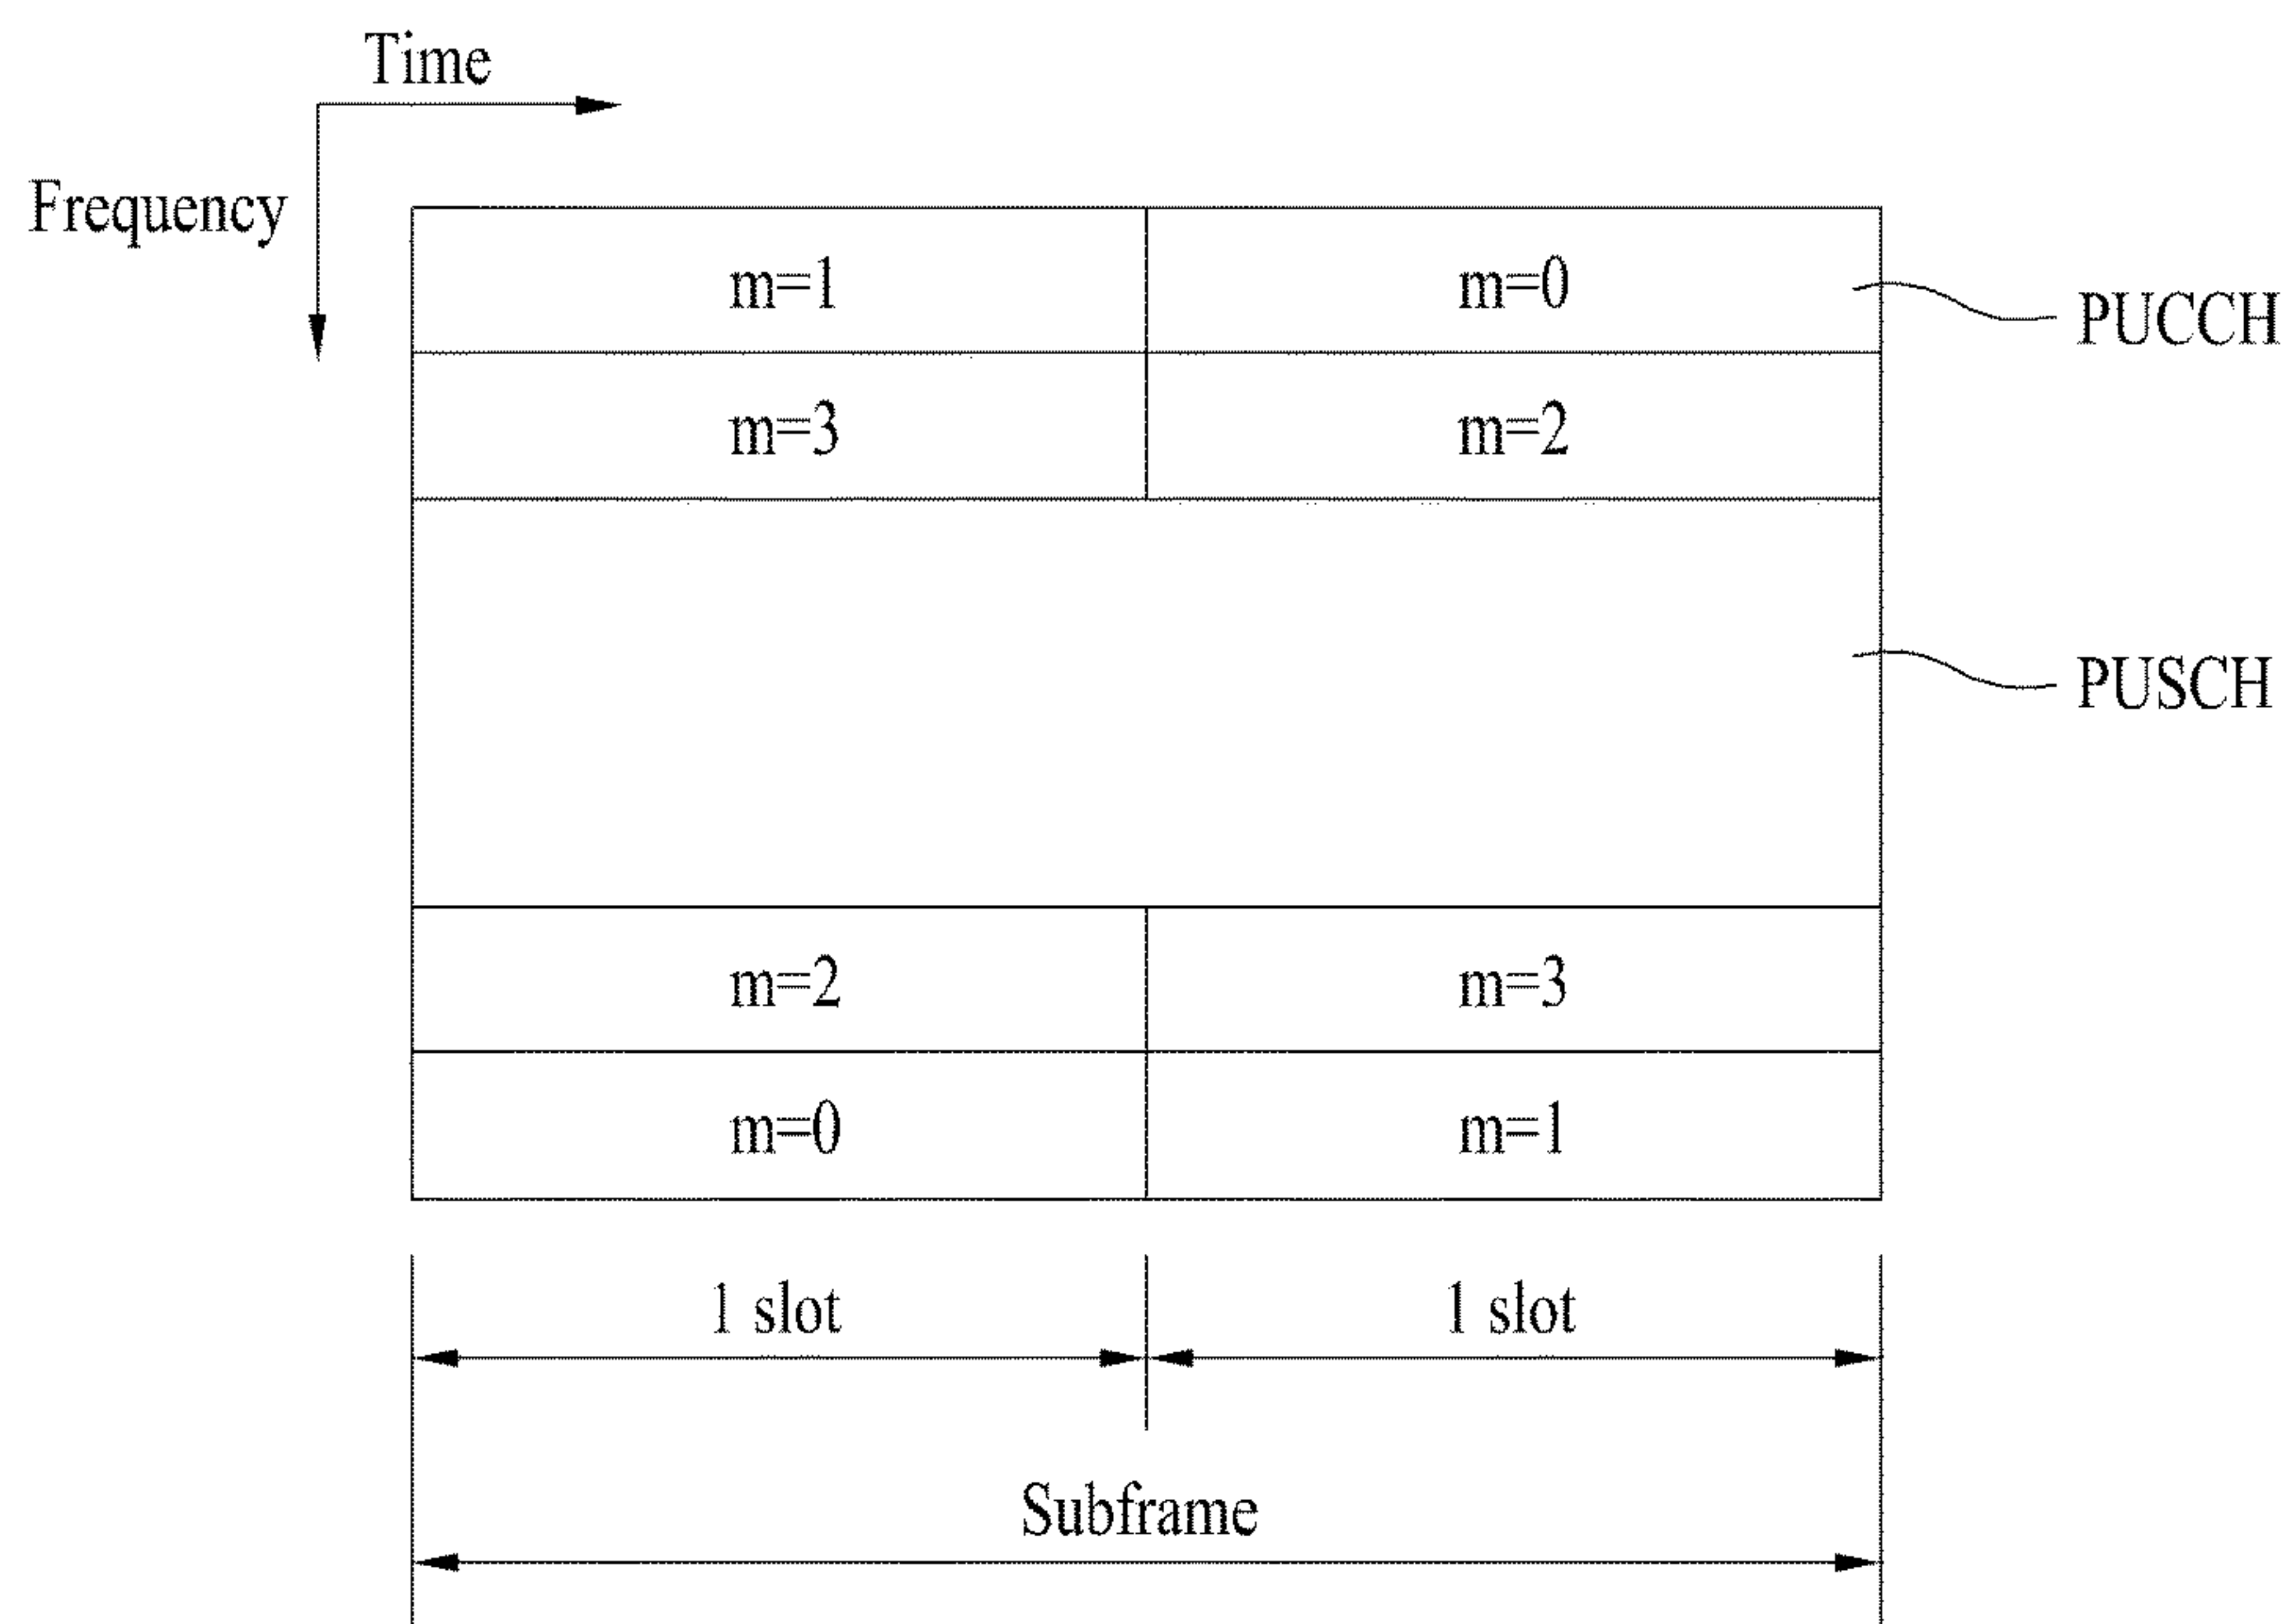 Time
Frequency
m=1
m=0
PUCCH
m=3
m=2
PUSCH
m=2
m=3
m=0
m=1
1 slot
1 slot
Subframe